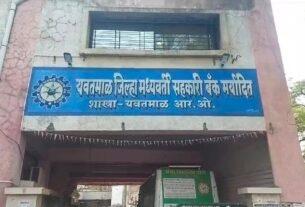 यवतमाळ जिल्हा मध्यवर्ती सहकारी बँक मर्यादित
शाखा - यवतमाळ आर.ओ.